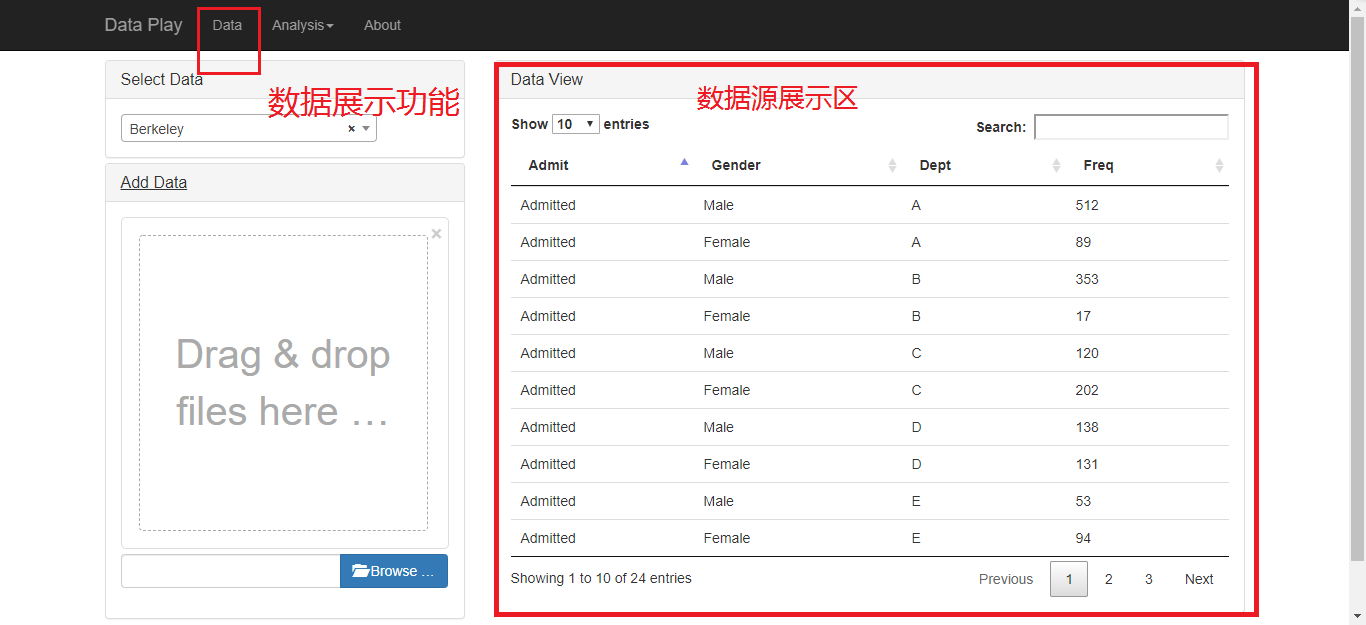 Data Play Data Analysis About
Select Data
数据展示功能
Berkeley ×
Add Data
×
Drag & drop
files here …
Browse …
Data View
数据源展示区
Show 10 entries Search:
Admit Gender Dept Freq
Admitted Male A 512
Admitted Female A 89
Admitted Male B 353
Admitted Female B 17
Admitted Male C 120
Admitted Female C 202
Admitted Male D 138
Admitted Female D 131
Admitted Male E 53
Admitted Female E 94
Showing 1 to 10 of 24 entries Previous 1 2 3 Next